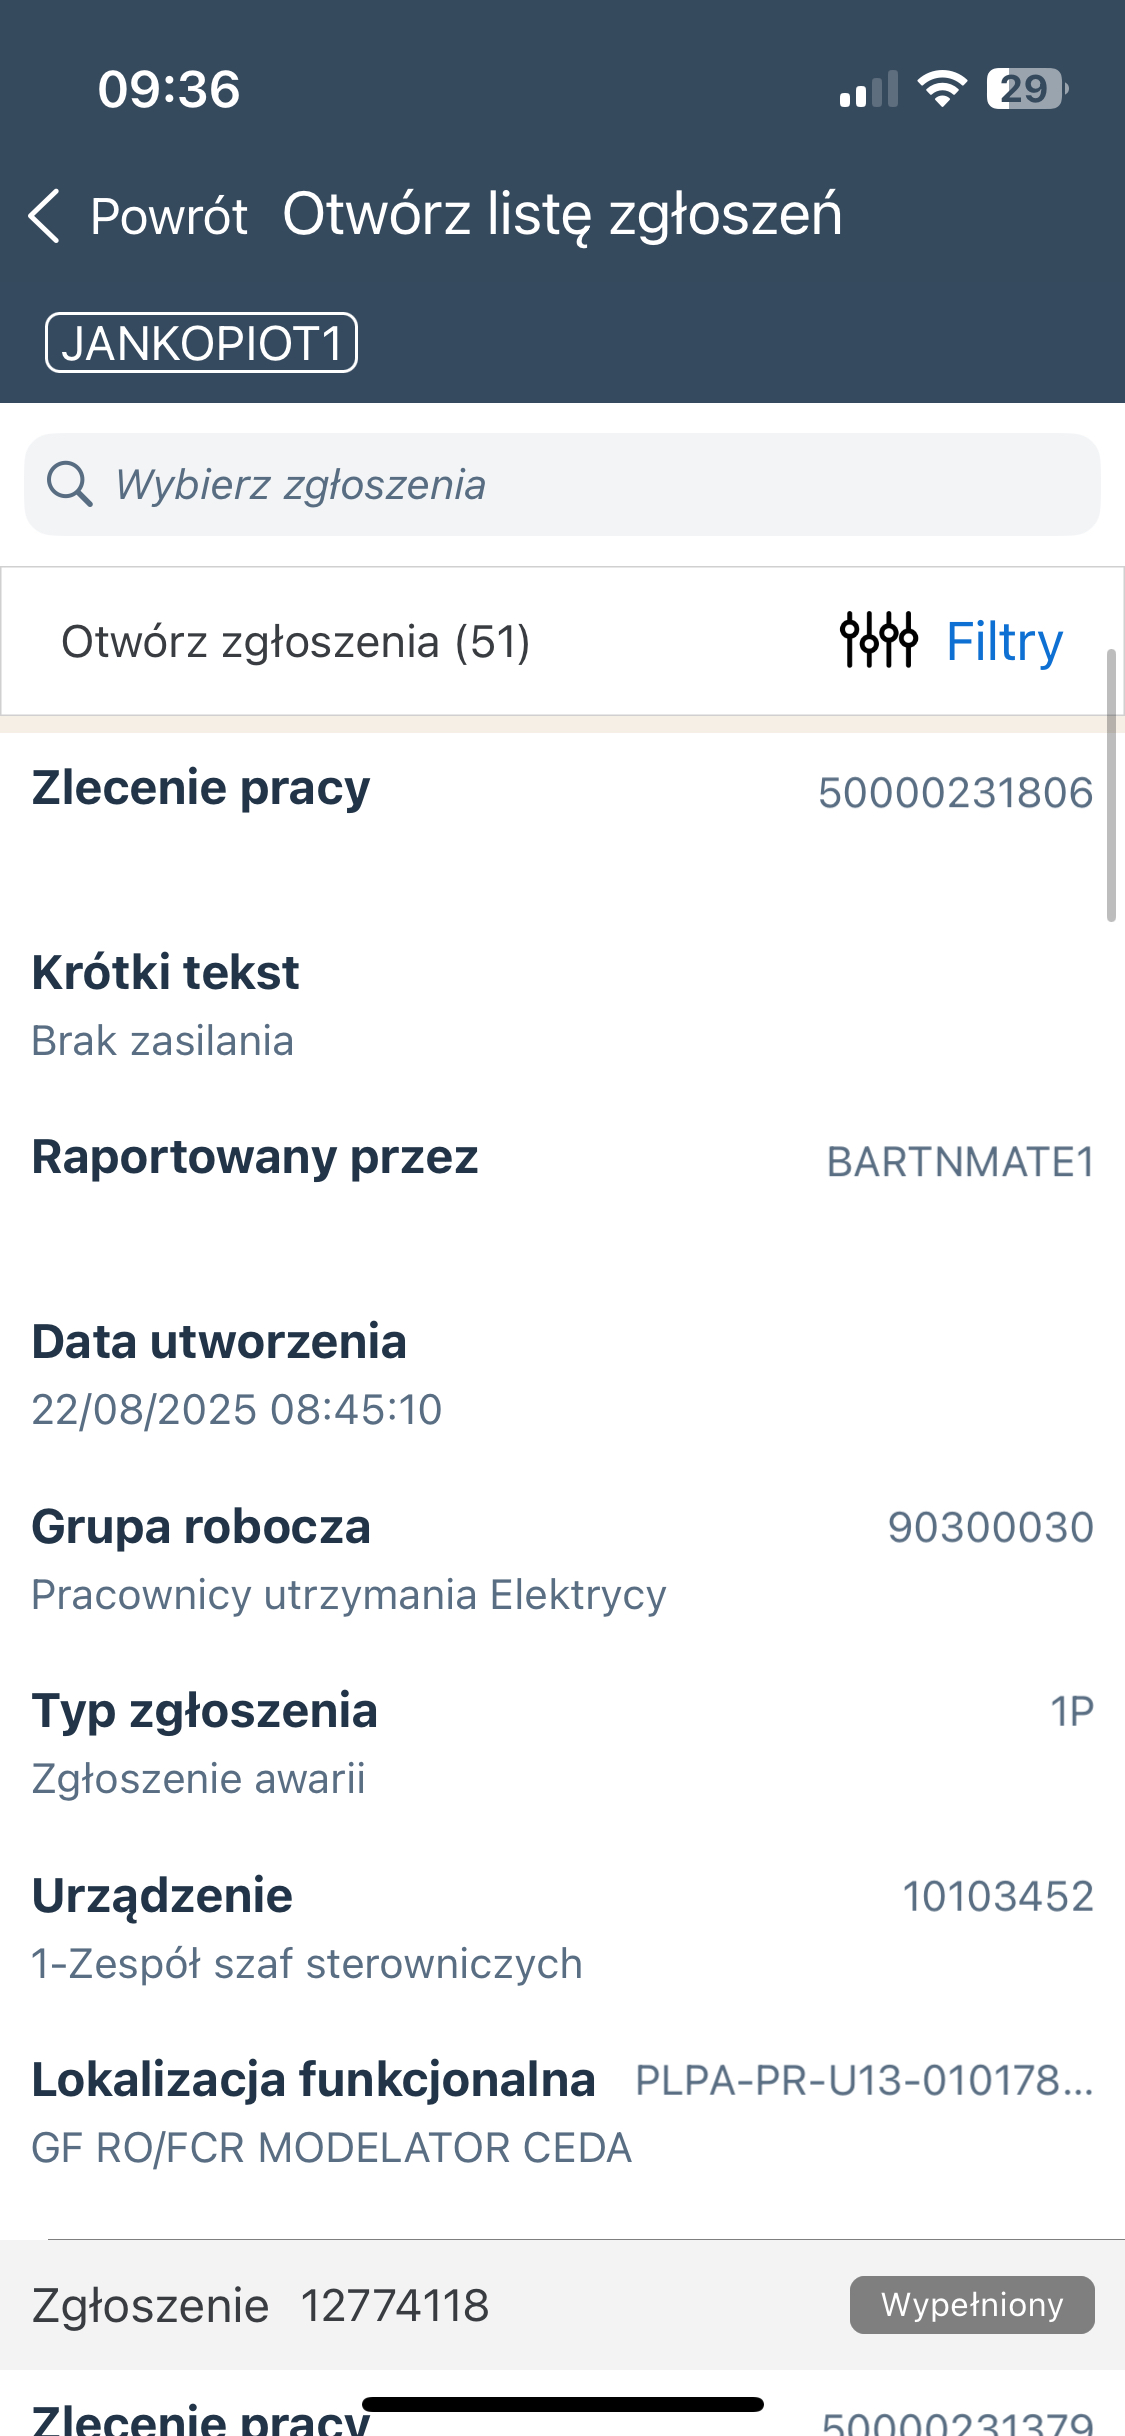 09:36
29
Powrót Otwórz listę zgłoszeń
JANKOPIOT1
Wybierz zgłoszenia
Otwórz zgłoszenia (51) Filtry
Zlecenie pracy 50000231806
Krótki tekst
Brak zasilania
Raportowany przez BARTNMATE1
Data utworzenia
22/08/2025 08:45:10
Grupa robocza 90300030
Pracownicy utrzymania Elektrycy
Typ zgłoszenia 1P
Zgłoszenie awarii
Urządzenie 10103452
1-Zespół szaf sterowniczych
Lokalizacja funkcjonalna PLPA-PR-U13-010178...
GF RO/FCR MODELATOR CEDA
Zgłoszenie 12774118 Wypełniony
Zlecenie pracy 50000231379